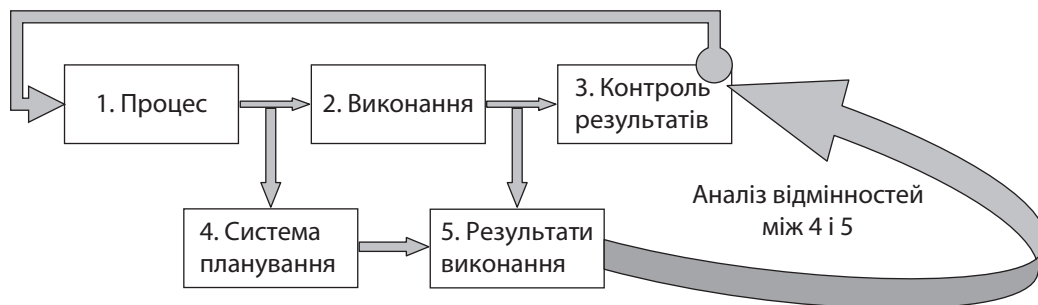 1. Процес
2. Виконання
3. Контроль
результатів
4. Система
планування
5. Результати
виконання
Аналіз відмінностей
між 4 і 5